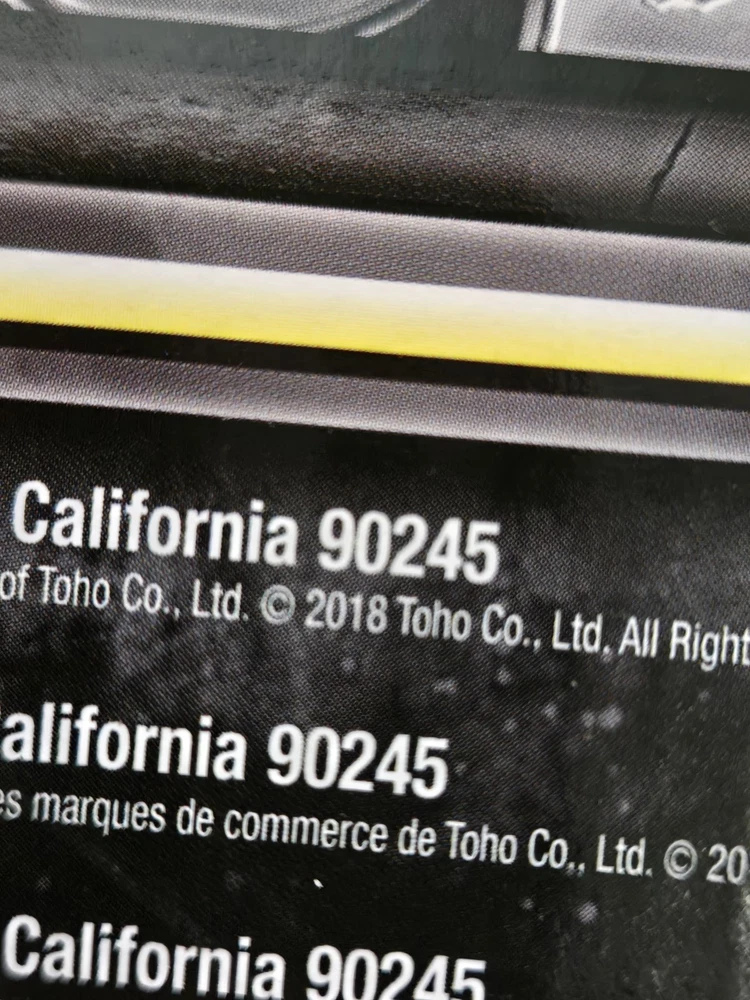 California 90245
of Toho Co., Ltd. © 2018 Toho Co., Ltd. All Right
alifornia 90245
es marques de commerce de Toho Co., Ltd. © 20
California 90245